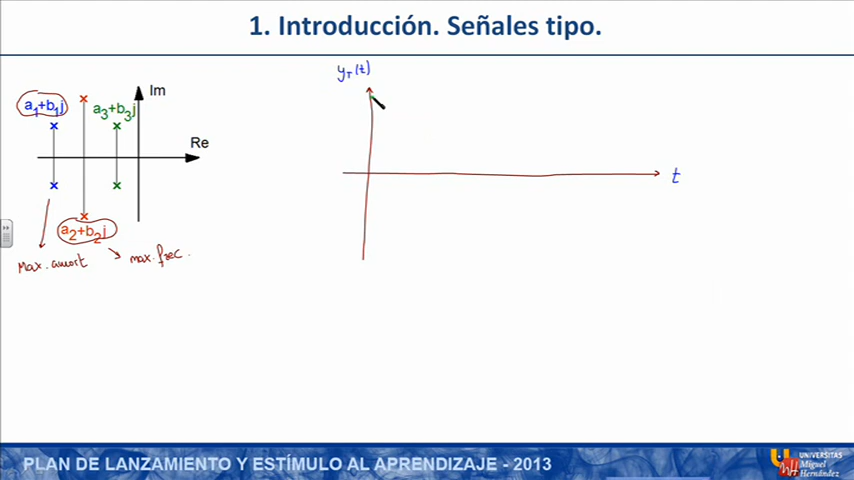 1. Introducción. Señales tipo.
y_T(t)
Im
a₁+b₁j
a₃+b₃j
Re
t
a₂+b₂j
Max. amort
max. frec.
PLAN DE LANZAMIENTO Y ESTÍMULO AL APRENDIZAJE - 2013
UNIVERSITAS
Miguel
Hernández